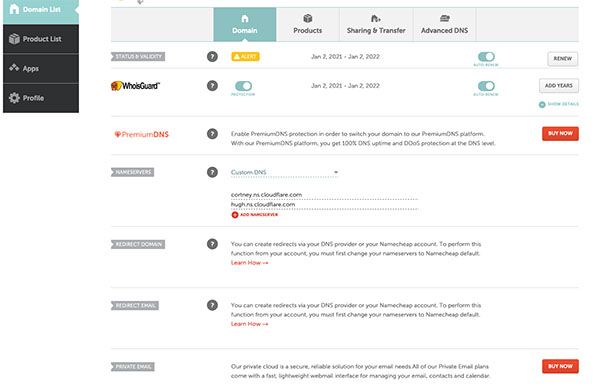 Domain List
Product List
Apps
Profile
Domain
Products
Sharing & Transfer
Advanced DNS
STATUS & VALIDITY
?
ALERT
Jan 2, 2021 - Jan 2, 2022
AUTO RENEW
RENEW
WhoisGuard
?
PROTECTION
Jan 2, 2021 - Jan 2, 2022
AUTO RENEW
ADD YEARS
SHOW DETAILS
PremiumDNS
?
Enable PremiumDNS protection in order to switch your domain to our PremiumDNS platform.
With our PremiumDNS platform, you get 100% DNS uptime and DDoS protection at the DNS level.
BUY NOW
NAMESERVERS
?
Custom DNS
cortney.ns.cloudflare.com
hugh.ns.cloudflare.com
ADD NAMESERVER
REDIRECT DOMAIN
?
You can create redirects via your DNS provider or your Namecheap account. To perform this
function from your account, you must first change your nameservers to Namecheap default.
Learn How →
REDIRECT EMAIL
?
You can create redirects via your DNS provider or your Namecheap account. To perform this
function from your account, you must first change your nameservers to Namecheap default.
Learn How →
PRIVATE EMAIL
?
Our private cloud is a secure, reliable solution for your email needs.All of our Private Email plans
come with a fast, lightweight webmail interface for managing your email, contacts and calendar.
BUY NOW